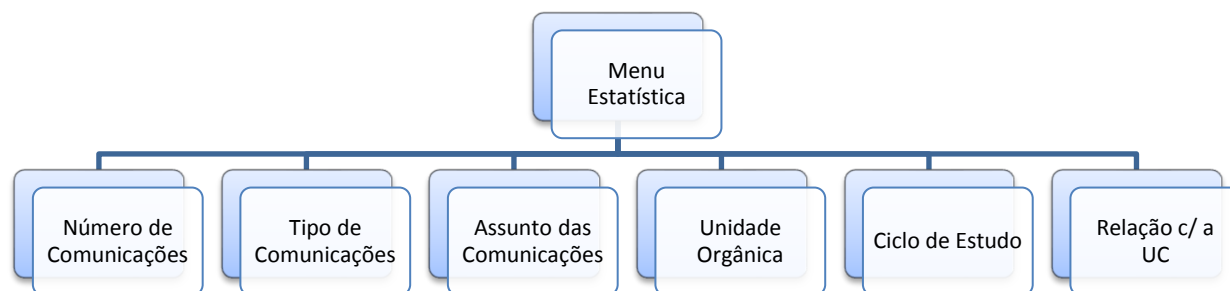 Menu
Estatística
Número de
Comunicações
Tipo de
Comunicações
Assunto das
Comunicações
Unidade
Orgânica
Ciclo de Estudo
Relação c/ a
UC